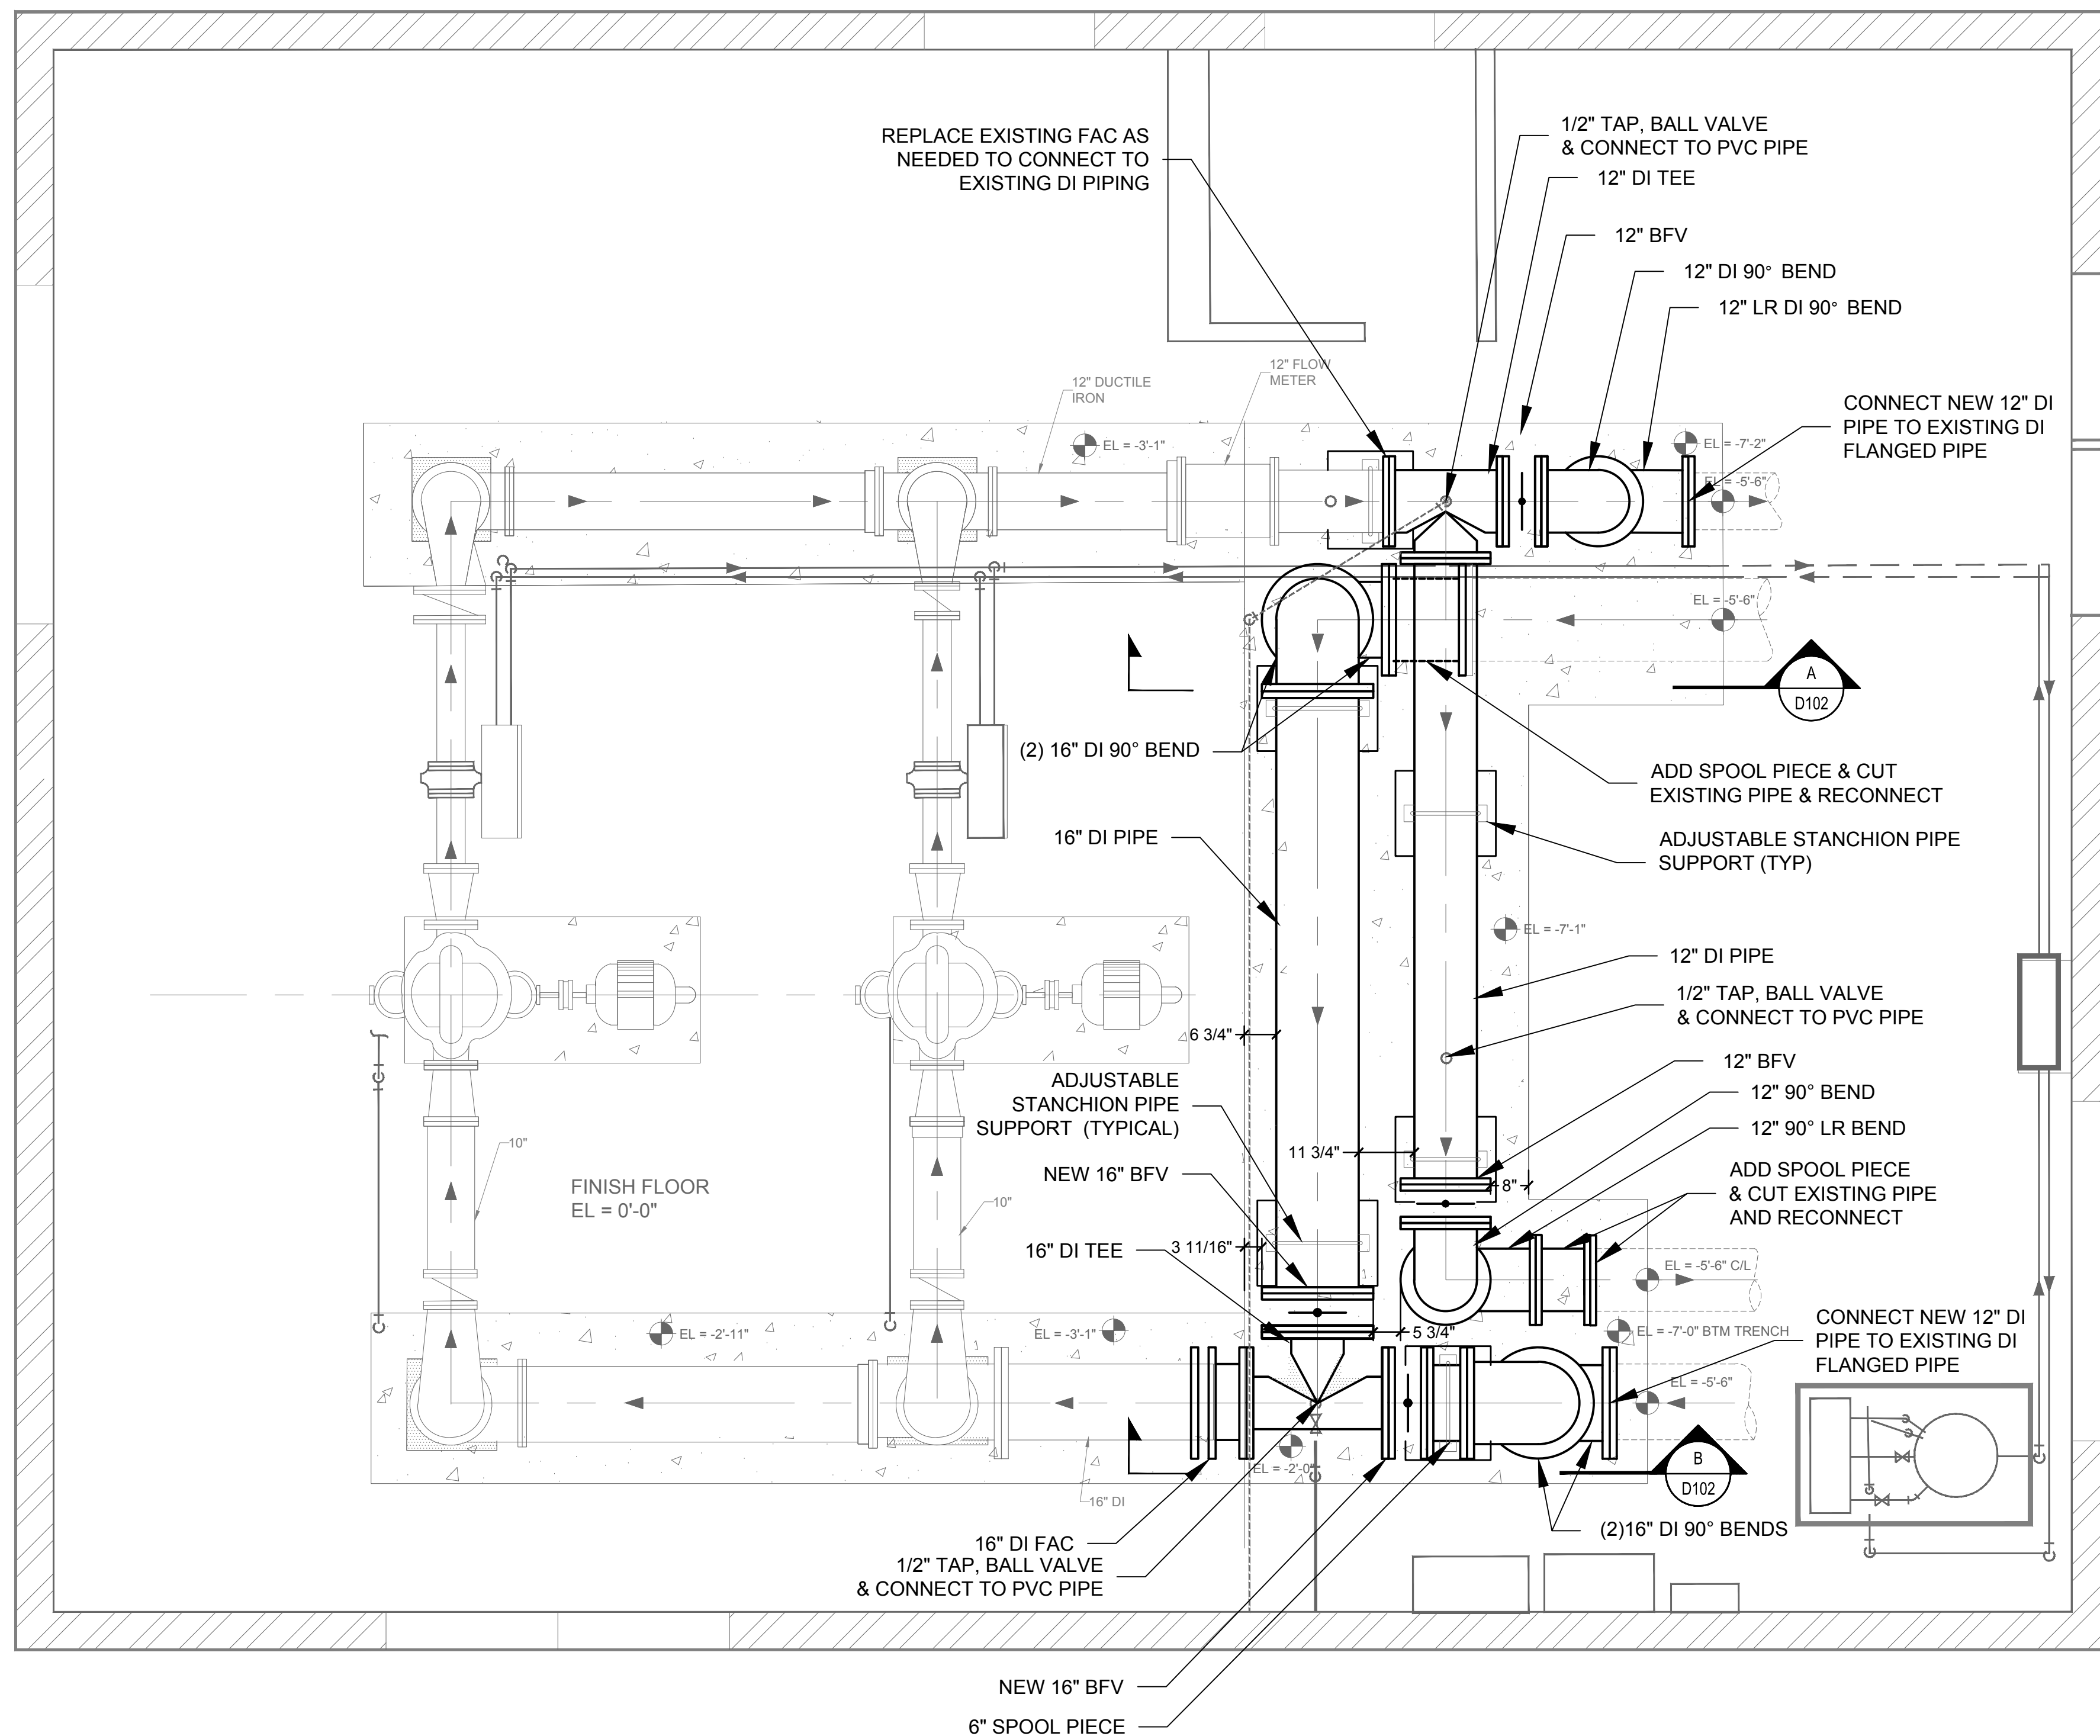 REPLACE EXISTING FAC AS
NEEDED TO CONNECT TO
EXISTING DI PIPING
1/2" TAP, BALL VALVE
& CONNECT TO PVC PIPE
12" DI TEE
12" BFV
12" DI 90° BEND
12" LR DI 90° BEND
12" FLOW
METER
12" DUCTILE
IRON
CONNECT NEW 12" DI
PIPE TO EXISTING DI
FLANGED PIPE
EL = -3'-1"
EL = -7'-2"
EL = -5'-6"
EL = -5'-6"
A
D102
(2) 16" DI 90° BEND
ADD SPOOL PIECE & CUT
EXISTING PIPE & RECONNECT
16" DI PIPE
ADJUSTABLE STANCHION PIPE
SUPPORT (TYP)
EL = -7'-1"
12" DI PIPE
1/2" TAP, BALL VALVE
& CONNECT TO PVC PIPE
6 3/4"
12" BFV
ADJUSTABLE
STANCHION PIPE
SUPPORT (TYPICAL)
12" 90° BEND
12" 90° LR BEND
10"
11 3/4"
NEW 16" BFV
ADD SPOOL PIECE
& CUT EXISTING PIPE
AND RECONNECT
8"
FINISH FLOOR
EL = 0'-0"
10"
16" DI TEE
3 11/16"
EL = -5'-6" C/L
CONNECT NEW 12" DI
PIPE TO EXISTING DI
FLANGED PIPE
EL = -2'-11"
EL = -3'-1"
5 3/4"
EL = -7'-0" BTM TRENCH
EL = -5'-6"
B
D102
EL = -2'-0"
16" DI
(2)16" DI 90° BENDS
16" DI FAC
1/2" TAP, BALL VALVE
& CONNECT TO PVC PIPE
NEW 16" BFV
6" SPOOL PIECE